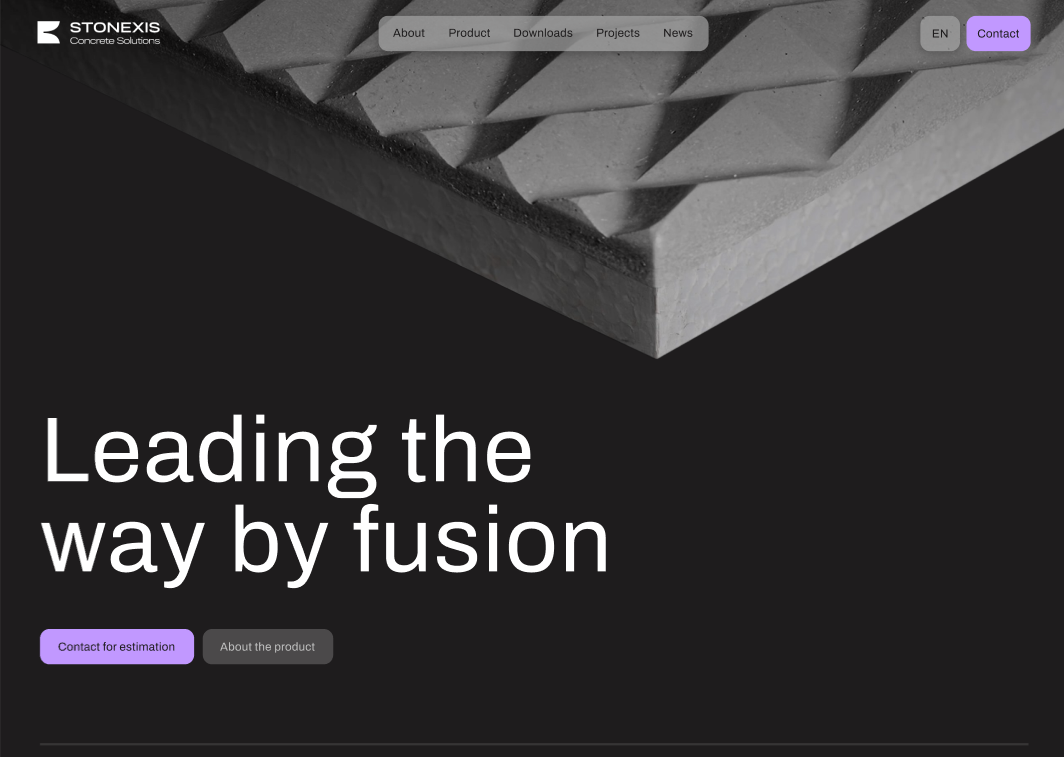 STONEXIS
Concrete Solutions
About Product Downloads Projects News
EN Contact
Leading the
way by fusion
Contact for estimation About the product